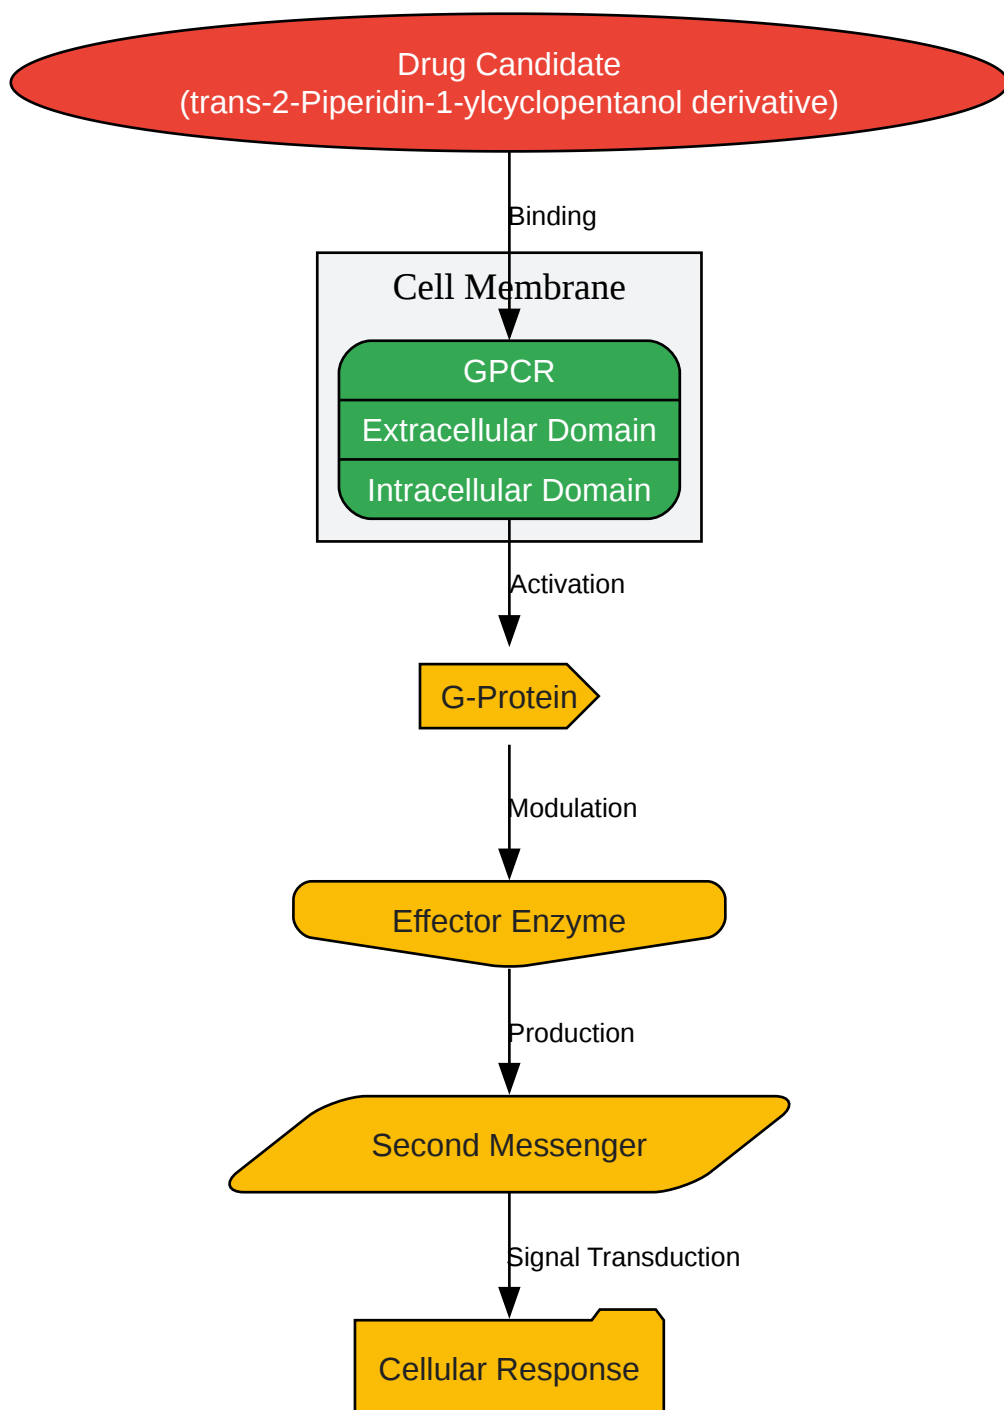 Drug Candidate
(trans-2-Piperidin-1-ylcyclopentanol derivative)
Binding
Cell Membrane
GPCR
Extracellular Domain
Intracellular Domain
Activation
G-Protein
Modulation
Effector Enzyme
Production
Second Messenger
Signal Transduction
Cellular Response